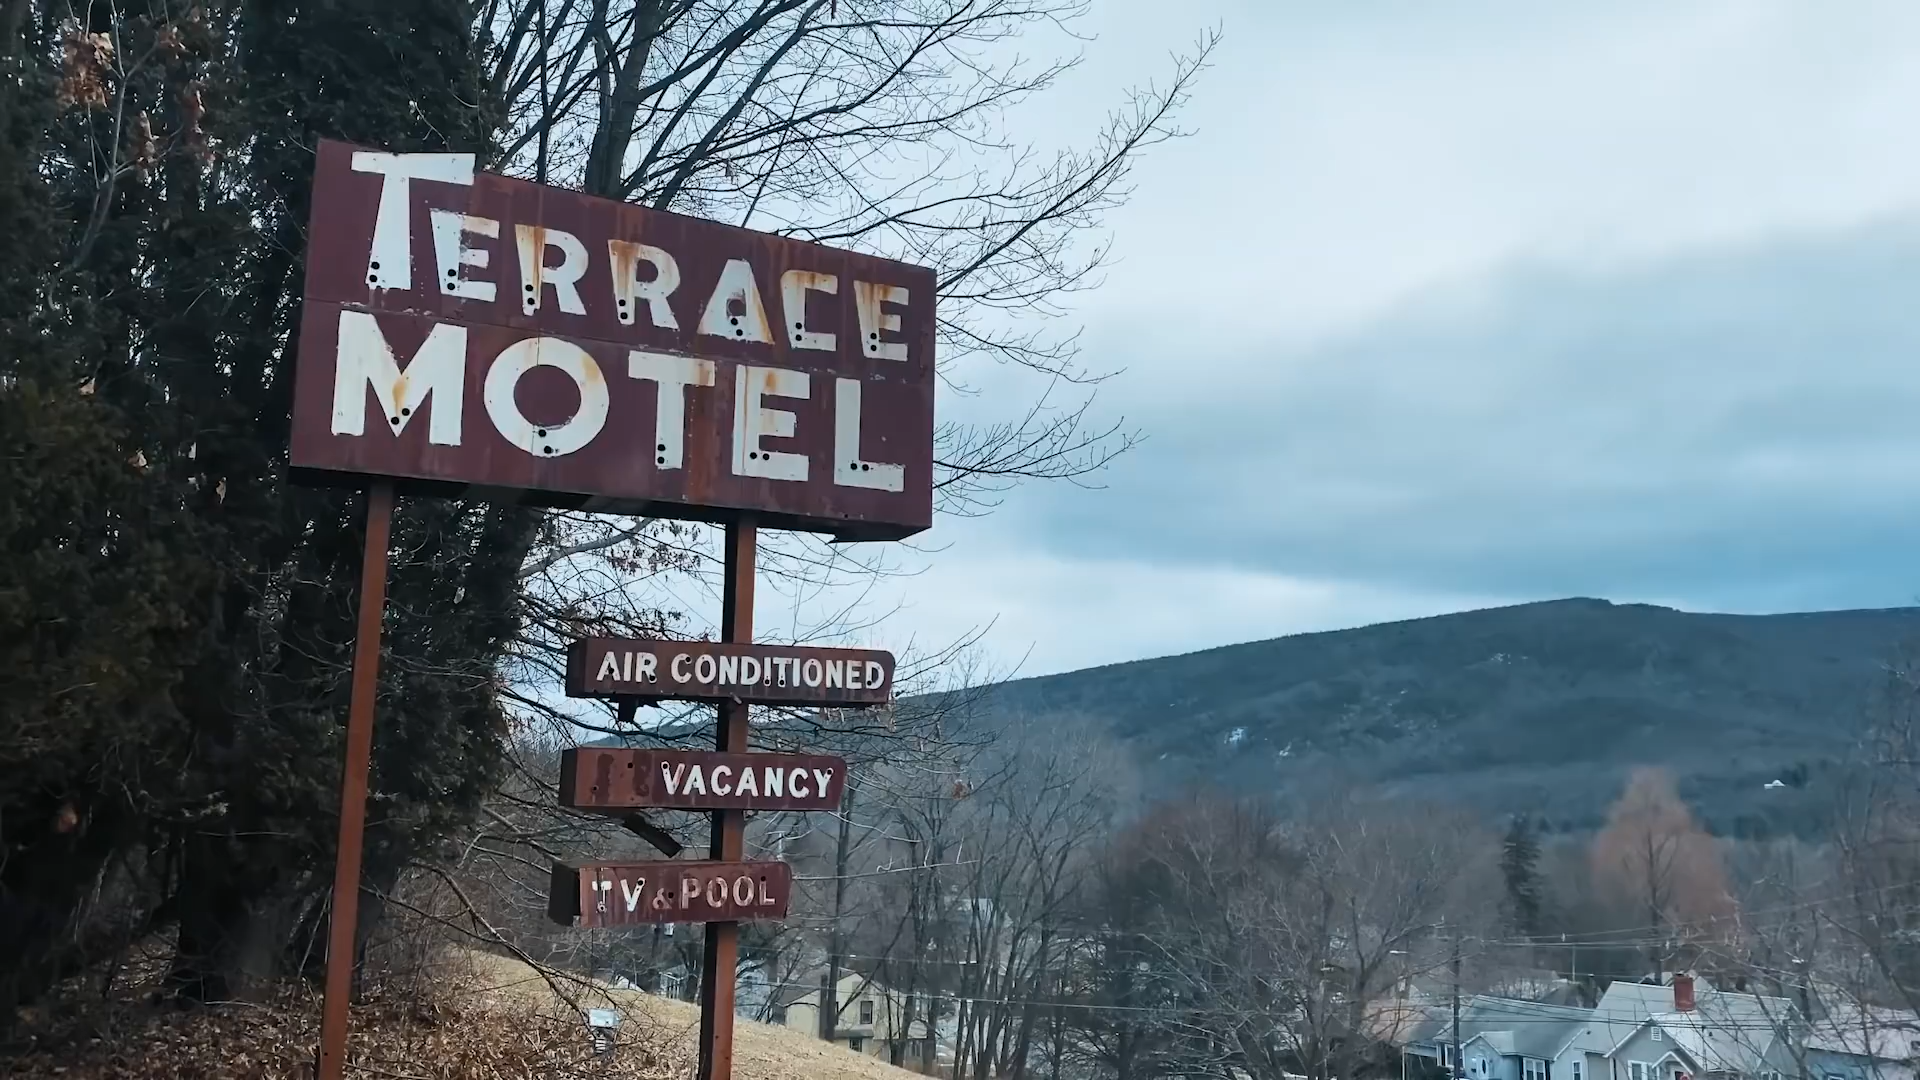 TERRACE
MOTEL
AIR CONDITIONED
VACANCY
TV & POOL